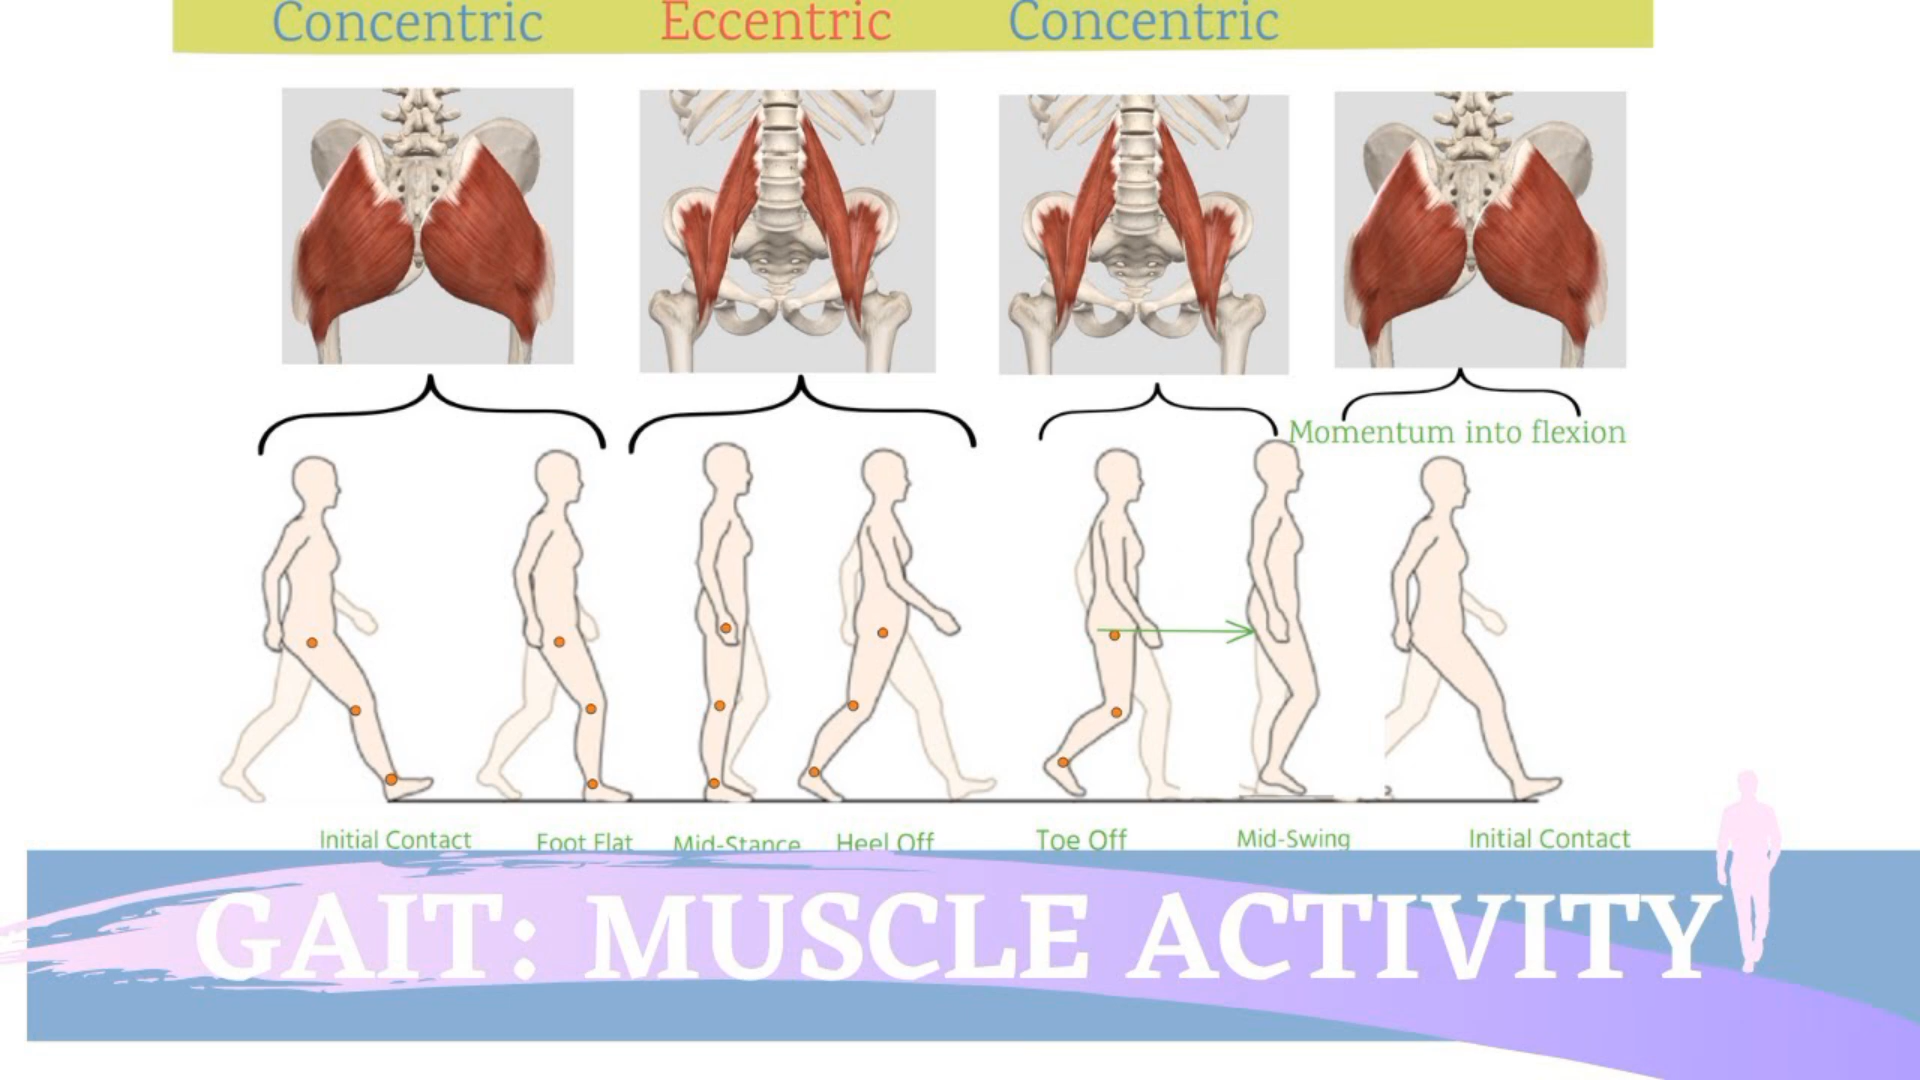 Concentric Eccentric Concentric
Momentum into flexion
Initial Contact Foot Flat Mid-Stance Heel Off Toe Off Mid-Swing Initial Contact
GAIT: MUSCLE ACTIVITY